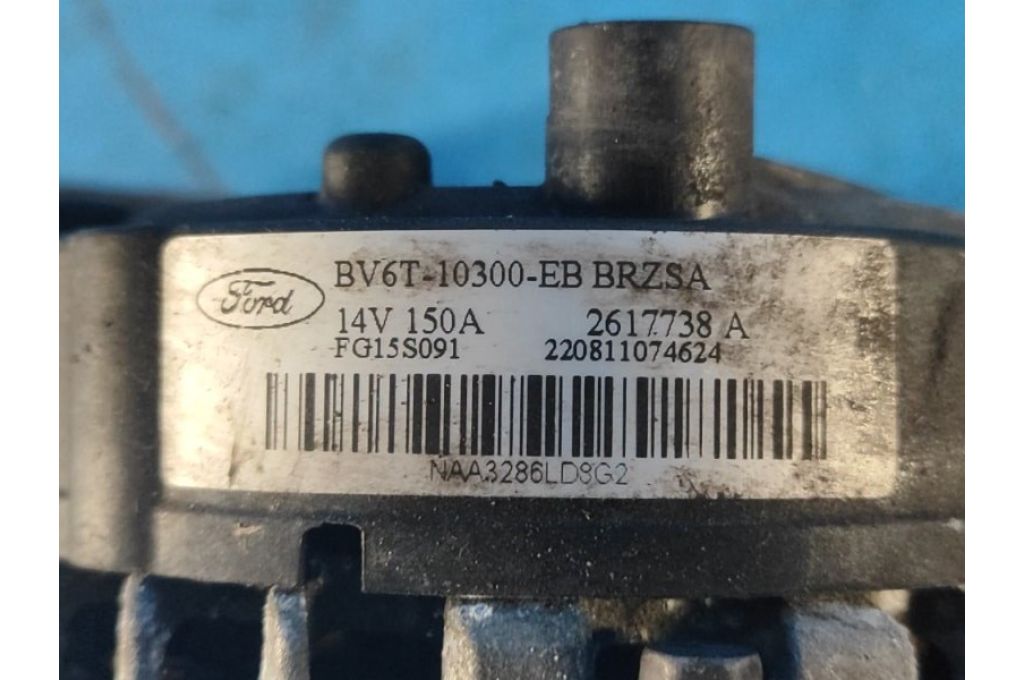 Ford
BV6T-10300-EB BRZSA
14V 150A 2617738 A
FG15S091 220811074624
NAA3286LD8G2